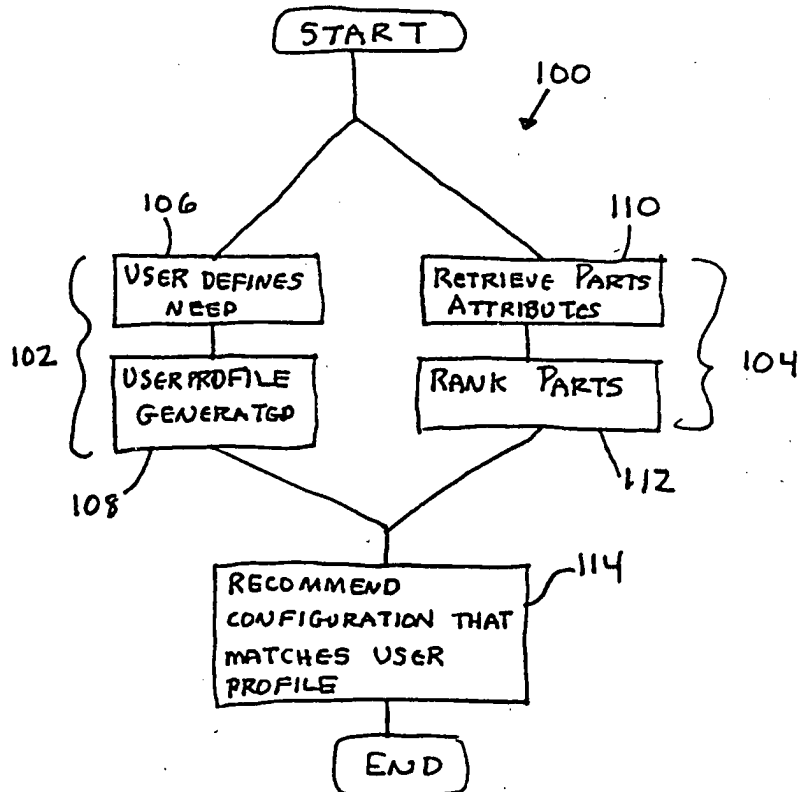 START
100
106
110
USER DEFINES
NEED
RETRIEVE PARTS
ATTRIBUTES
102
104
USER PROFILE
GENERATED
RANK PARTS
108
112
114
RECOMMEND
CONFIGURATION THAT
MATCHES USER
PROFILE
END